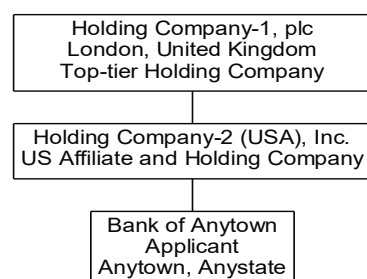 Holding Company-1, plc
London, United Kingdom
Top-tier Holding Company
Holding Company-2 (USA), Inc.
US Affiliate and Holding Company
Bank of Anytown
Applicant
Anytown, Anystate